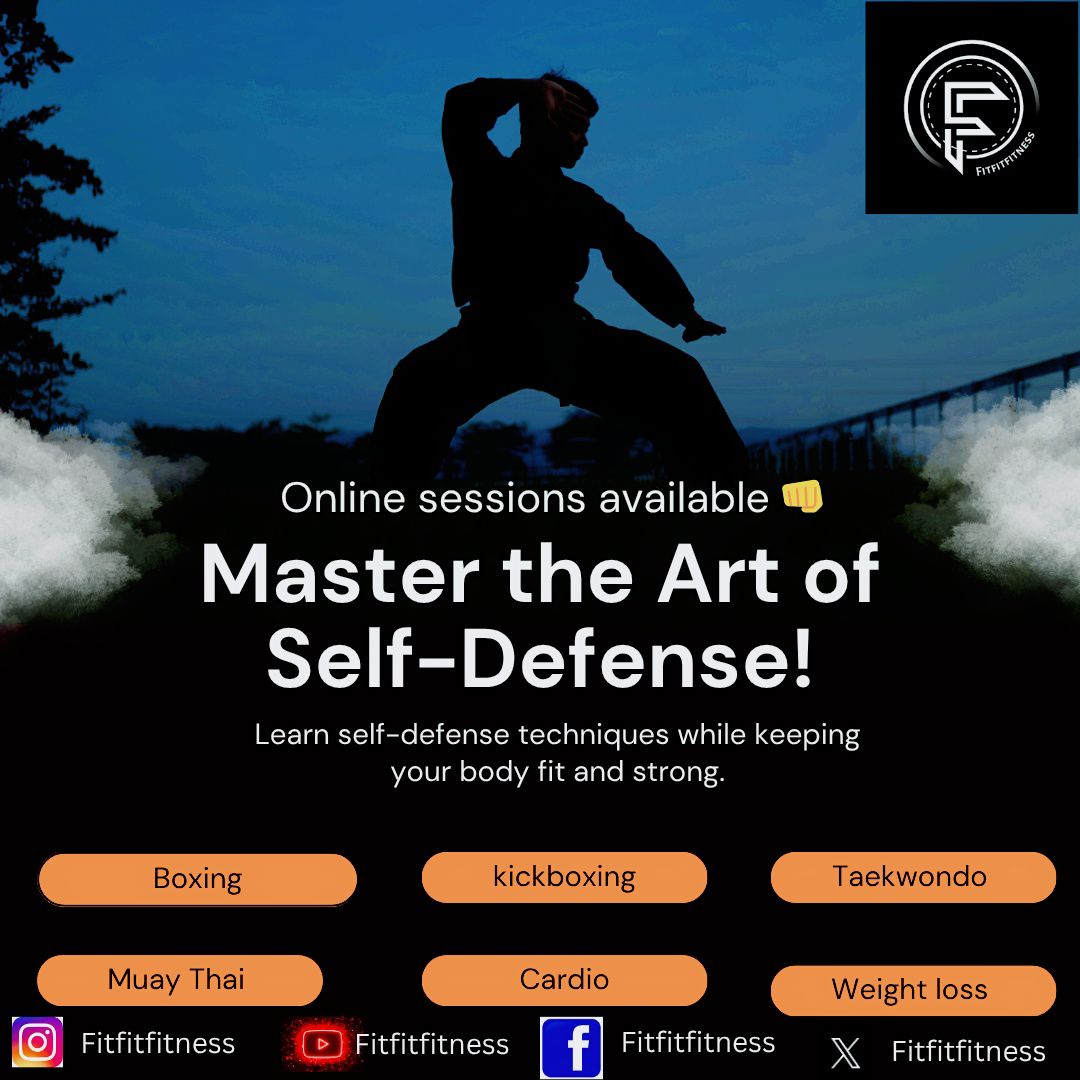 Fitfitfitness
Online sessions available 👊
Master the Art of
Self-Defense!
Learn self-defense techniques while keeping
your body fit and strong.
Boxing
kickboxing
Taekwondo
Muay Thai
Cardio
Weight loss
Fitfitfitness
Fitfitfitness
Fitfitfitness
Fitfitfitness